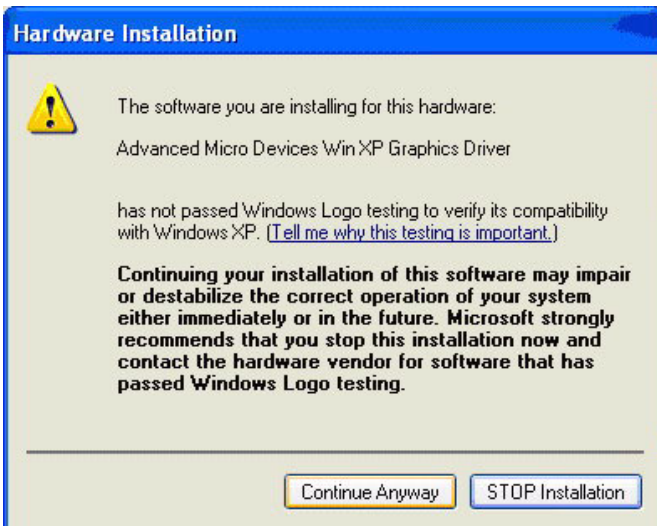 Hardware Installation
The software you are installing for this hardware:
Advanced Micro Devices Win XP Graphics Driver
has not passed Windows Logo testing to verify its compatibility
with Windows XP. (Tell me why this testing is important.)
Continuing your installation of this software may impair
or destabilize the correct operation of your system
either immediately or in the future. Microsoft strongly
recommends that you stop this installation now and
contact the hardware vendor for software that has
passed Windows Logo testing.
Continue Anyway
STOP Installation